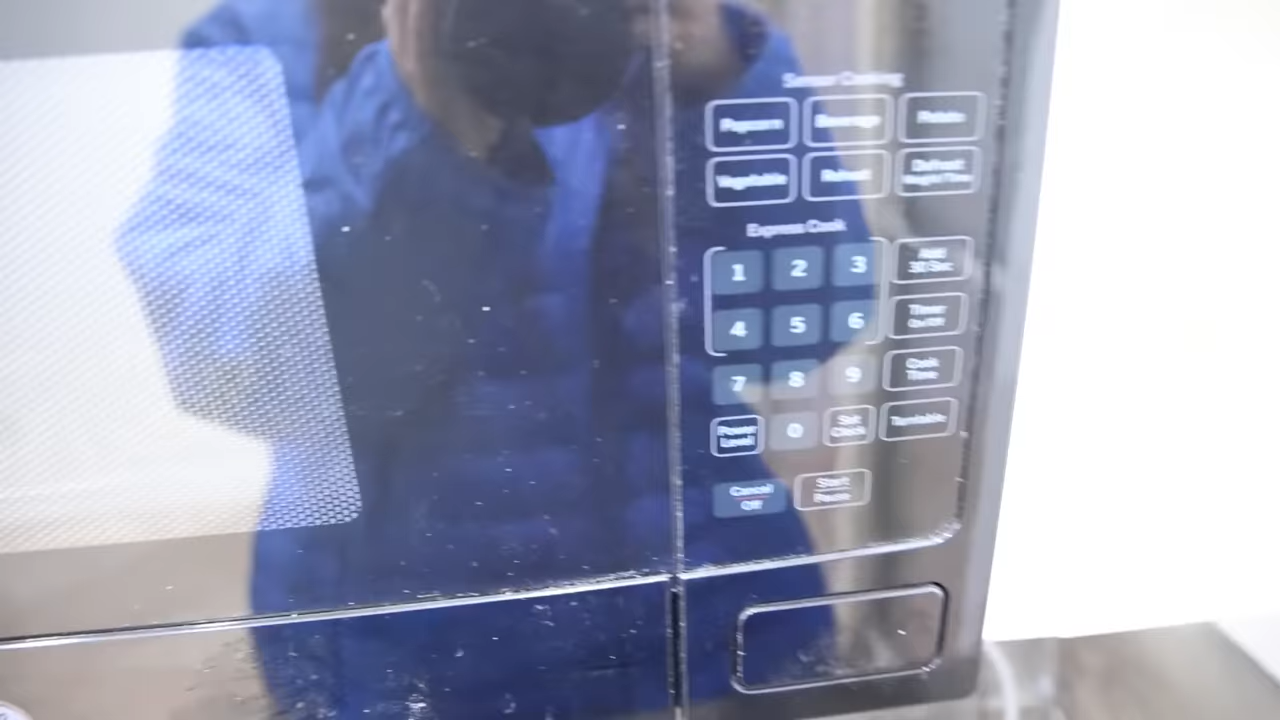 Sensor Cooking
Popcorn Beverage Potato
Vegetable Reheat Defrost
Weight/Time
Express Cook
1 2 3 Add
30 Sec
4 5 6 Timer
On/Off
7 8 9 Cook
Time
Power
Level 0 Set
Clock Turntable
Cancel
Off Start
Pause